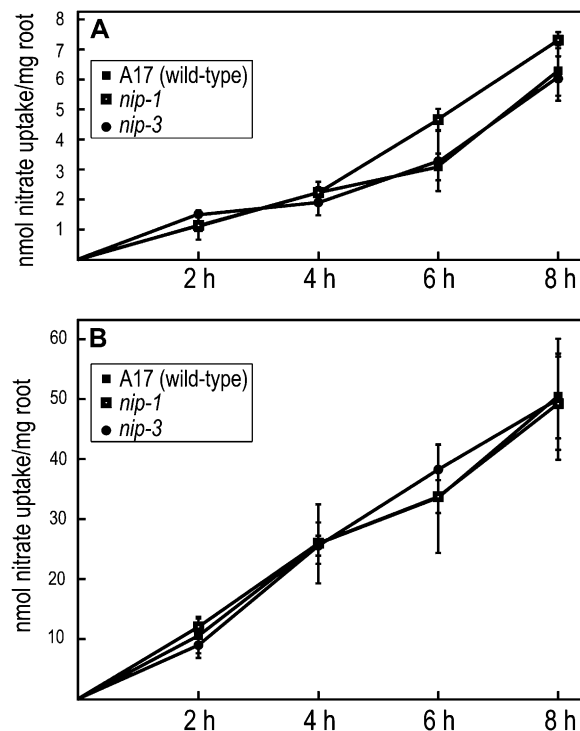 A
8
7
6
5
4
3
2
1
nmol nitrate uptake/mg root
A17 (wild-type)
nip-1
nip-3
2 h 4 h 6 h 8 h
B
60
50
40
30
20
10
nmol nitrate uptake/mg root
A17 (wild-type)
nip-1
nip-3
2 h 4 h 6 h 8 h